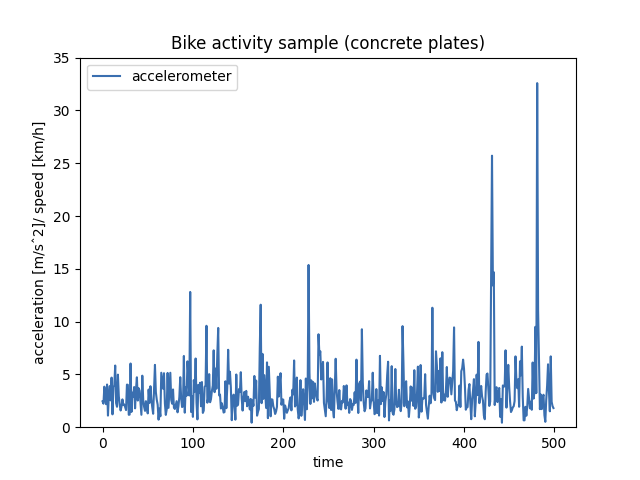 Bike activity sample (concrete plates)
accelerometer
acceleration [m/sˆ2]/ speed [km/h]
35
30
25
20
15
10
5
0
0 100 200 300 400 500
time